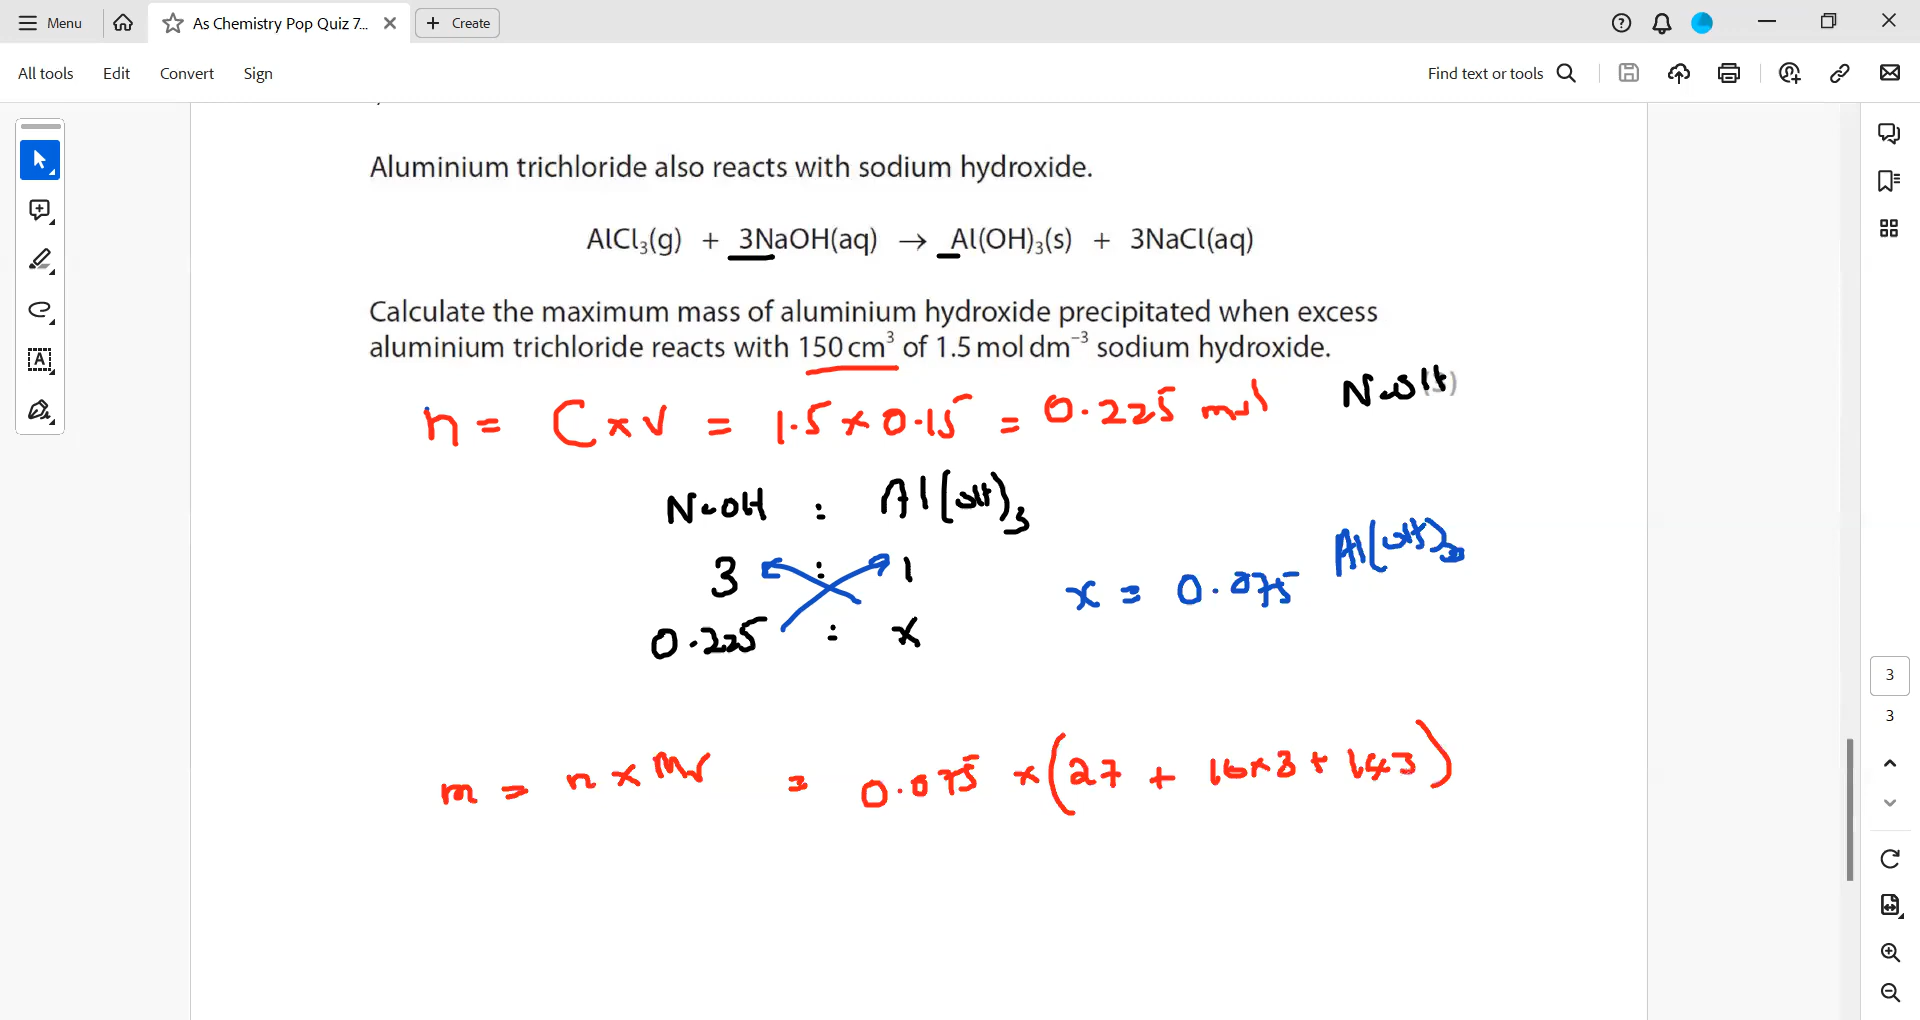 Menu
As Chemistry Pop Quiz 7...
Create
All tools Edit Convert Sign
Find text or tools
Aluminium trichloride also reacts with sodium hydroxide.
AlCl₃(g) + 3NaOH(aq) → Al(OH)₃(s) + 3NaCl(aq)
Calculate the maximum mass of aluminium hydroxide precipitated when excess
aluminium trichloride reacts with 150 cm³ of 1.5 mol dm⁻³ sodium hydroxide.
n = C x V = 1.5 x 0.15 = 0.225 mol
NaOH
NaOH : Al(OH)₃
3 : 1
0.225 : x
x = 0.075 Al(OH)₃
m = n x Mr = 0.075 x (27 + 16x3 + 1x3)
3
3